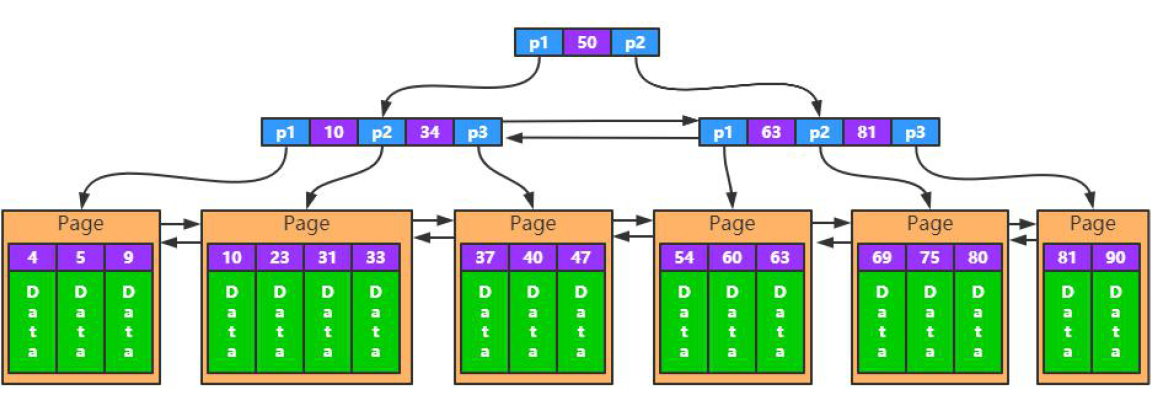 p1 50 p2
p1 10 p2 34 p3
p1 63 p2 81 p3
Page
4 5 9
Data Data Data
Page
10 23 31 33
Data Data Data Data
Page
37 40 47
Data Data Data
Page
54 60 63
Data Data Data
Page
69 75 80
Data Data Data
Page
81 90
Data Data